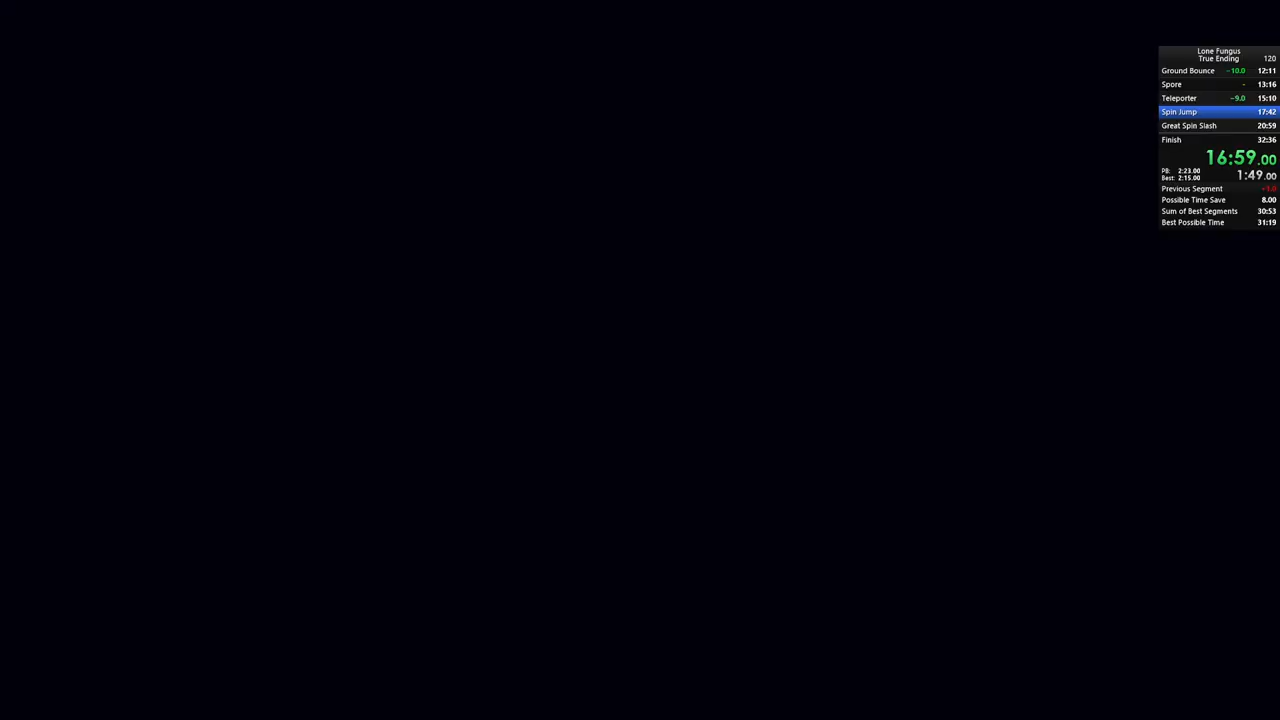 Lone Fungus
True Ending 120
Ground Bounce −10.0 12:11
Spore - 13:16
Teleporter −9.0 15:10
Spin Jump 17:42
Great Spin Slash 20:59
Finish 32:36
16:59.00
PB: 2:23.00
Best: 2:15.00
1:49.00
Previous Segment +1.0
Possible Time Save 8.00
Sum of Best Segments 30:53
Best Possible Time 31:19